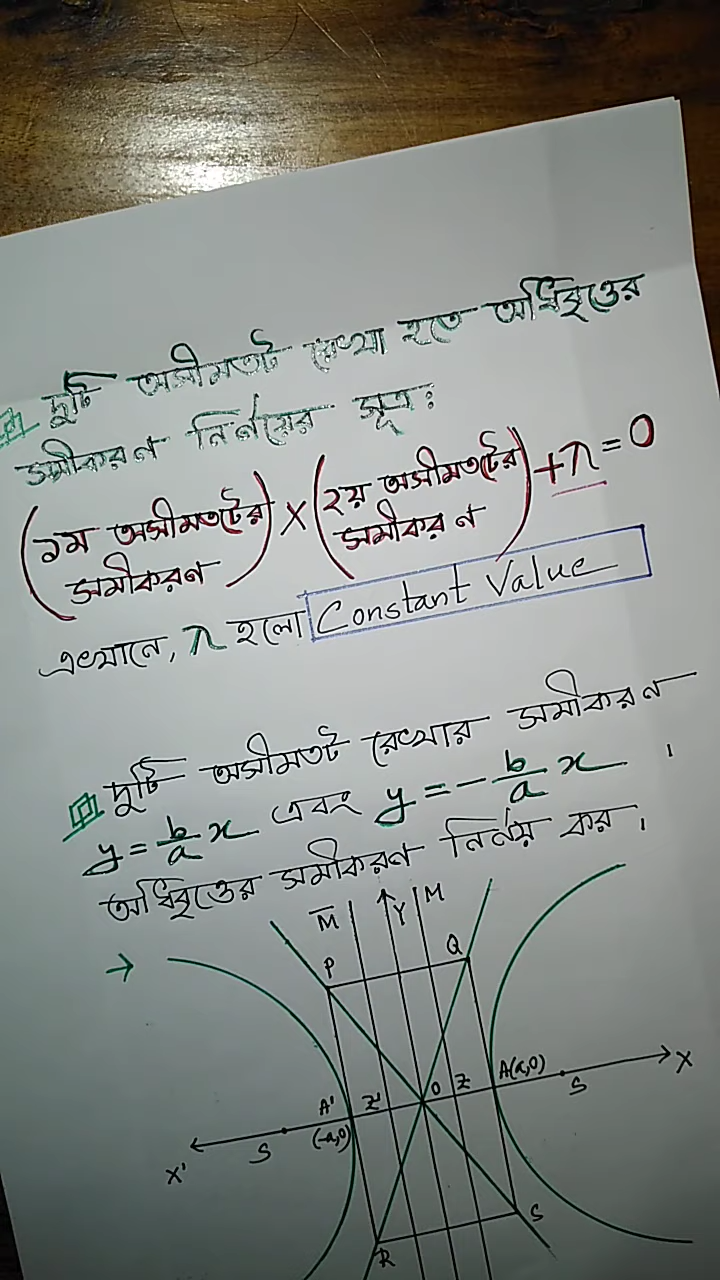 দুটি অসীমতট রেখা হতে অধিবৃত্তের
সমীকরণ নির্ণয়ের সূত্র:
(১ম অসীমতটের সমীকরণ) × (২য় অসীমতটের সমীকরণ) + λ = 0
এখানে, λ হলো Constant Value
দুটি অসীমতট রেখার সমীকরণ
y = b/a x এবং y = - b/a x ।
অধিবৃত্তের সমীকরণ নির্ণয় কর।
→
M̅ Y M
P Q
A' Z' O Z A(a,0) X
(-a,0) S S
X'
R S